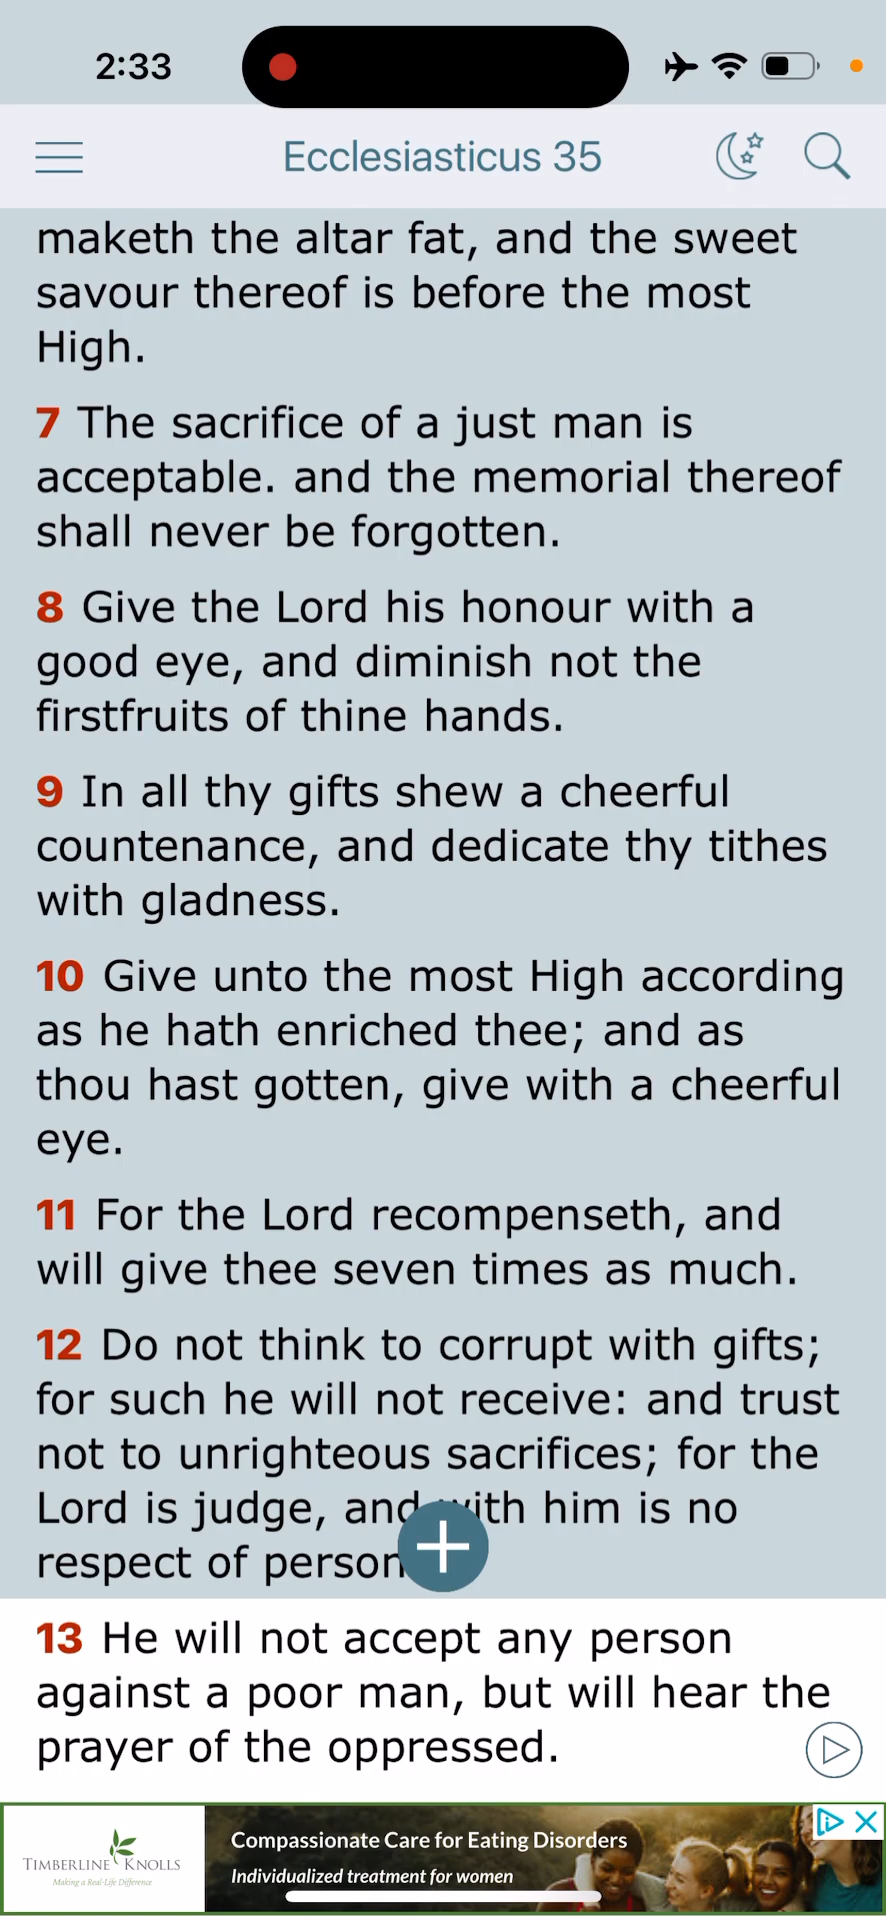 2:33
Ecclesiasticus 35
maketh the altar fat, and the sweet
savour thereof is before the most
High.
7 The sacrifice of a just man is
acceptable. and the memorial thereof
shall never be forgotten.
8 Give the Lord his honour with a
good eye, and diminish not the
firstfruits of thine hands.
9 In all thy gifts shew a cheerful
countenance, and dedicate thy tithes
with gladness.
10 Give unto the most High according
as he hath enriched thee; and as
thou hast gotten, give with a cheerful
eye.
11 For the Lord recompenseth, and
will give thee seven times as much.
12 Do not think to corrupt with gifts;
for such he will not receive: and trust
not to unrighteous sacrifices; for the
Lord is judge, and with him is no
respect of person
13 He will not accept any person
against a poor man, but will hear the
prayer of the oppressed.
TIMBERLINE KNOLLS
Making a Real-Life Difference
Compassionate Care for Eating Disorders
Individualized treatment for women